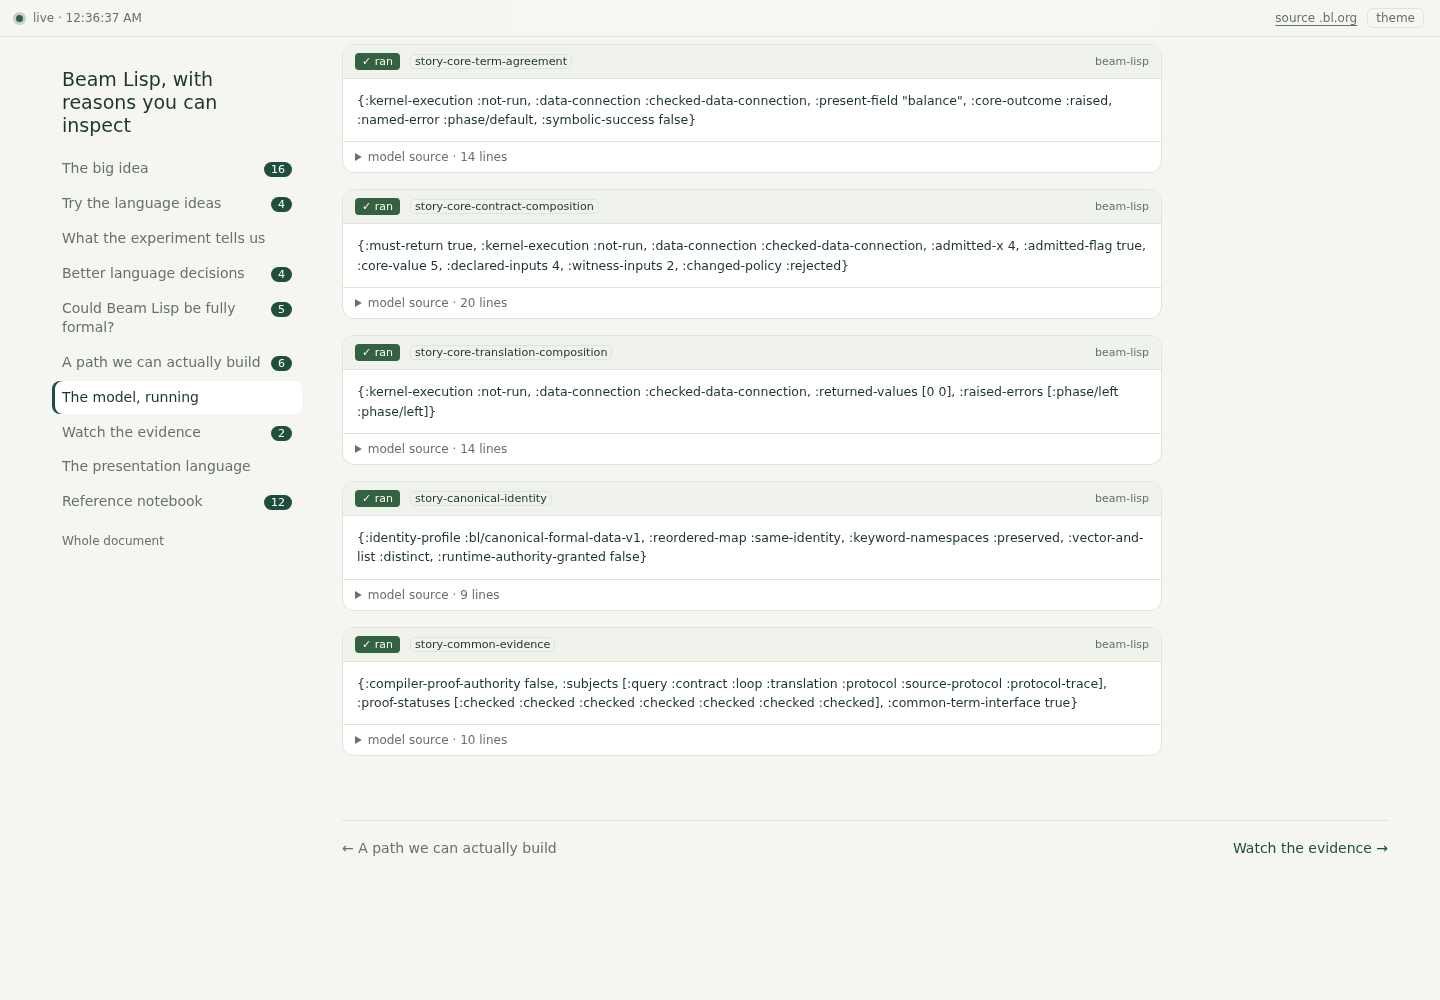 live · 12:36:37 AM
source .bl.org
theme
Beam Lisp, with
reasons you can
inspect
The big idea
16
Try the language ideas
4
What the experiment tells us
Better language decisions
4
Could Beam Lisp be fully
formal?
5
A path we can actually build
6
The model, running
Watch the evidence
2
The presentation language
Reference notebook
12
Whole document
✓ ran story-core-term-agreement beam-lisp
{:kernel-execution :not-run, :data-connection :checked-data-connection, :present-field "balance", :core-outcome :raised,
:named-error :phase/default, :symbolic-success false}
▶ model source · 14 lines
✓ ran story-core-contract-composition beam-lisp
{:must-return true, :kernel-execution :not-run, :data-connection :checked-data-connection, :admitted-x 4, :admitted-flag true,
:core-value 5, :declared-inputs 4, :witness-inputs 2, :changed-policy :rejected}
▶ model source · 20 lines
✓ ran story-core-translation-composition beam-lisp
{:kernel-execution :not-run, :data-connection :checked-data-connection, :returned-values [0 0], :raised-errors [:phase/left
:phase/left]}
▶ model source · 14 lines
✓ ran story-canonical-identity beam-lisp
{:identity-profile :bl/canonical-formal-data-v1, :reordered-map :same-identity, :keyword-namespaces :preserved, :vector-and-
list :distinct, :runtime-authority-granted false}
▶ model source · 9 lines
✓ ran story-common-evidence beam-lisp
{:compiler-proof-authority false, :subjects [:query :contract :loop :translation :protocol :source-protocol :protocol-trace],
:proof-statuses [:checked :checked :checked :checked :checked :checked :checked], :common-term-interface true}
▶ model source · 10 lines
← A path we can actually build
Watch the evidence →